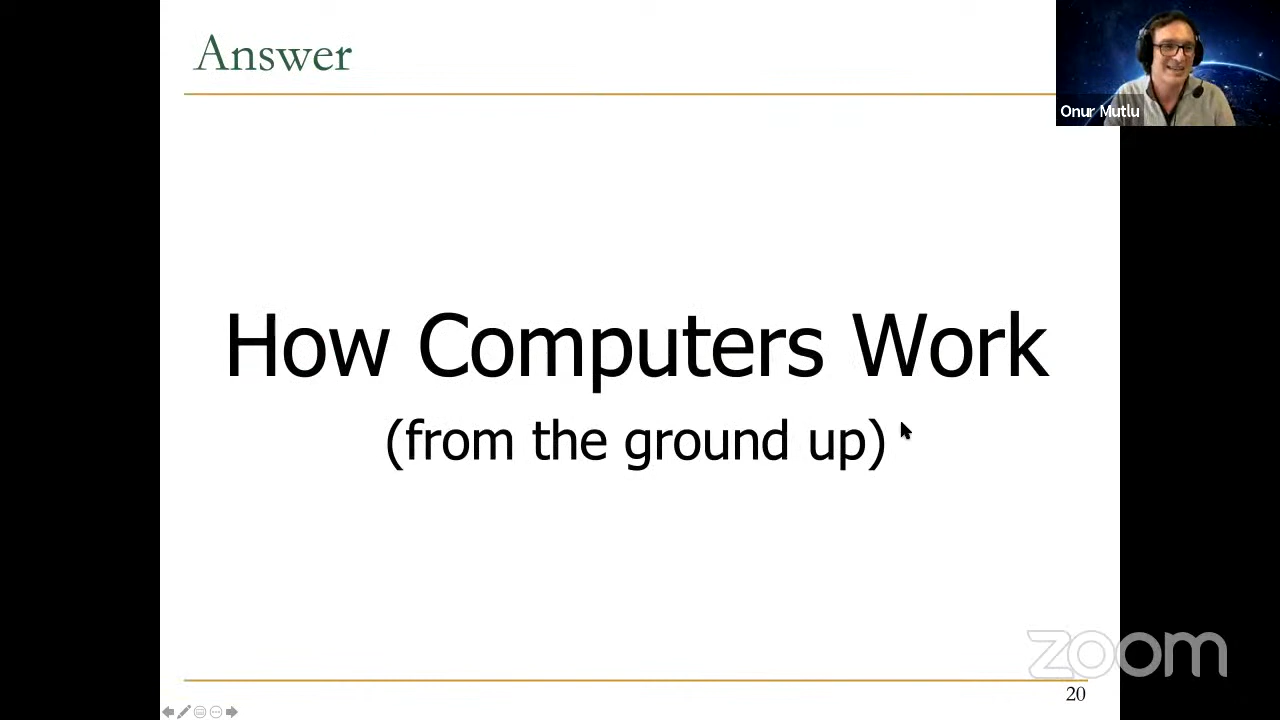 Answer
Onur Mutlu
How Computers Work
(from the ground up)
zoom
20